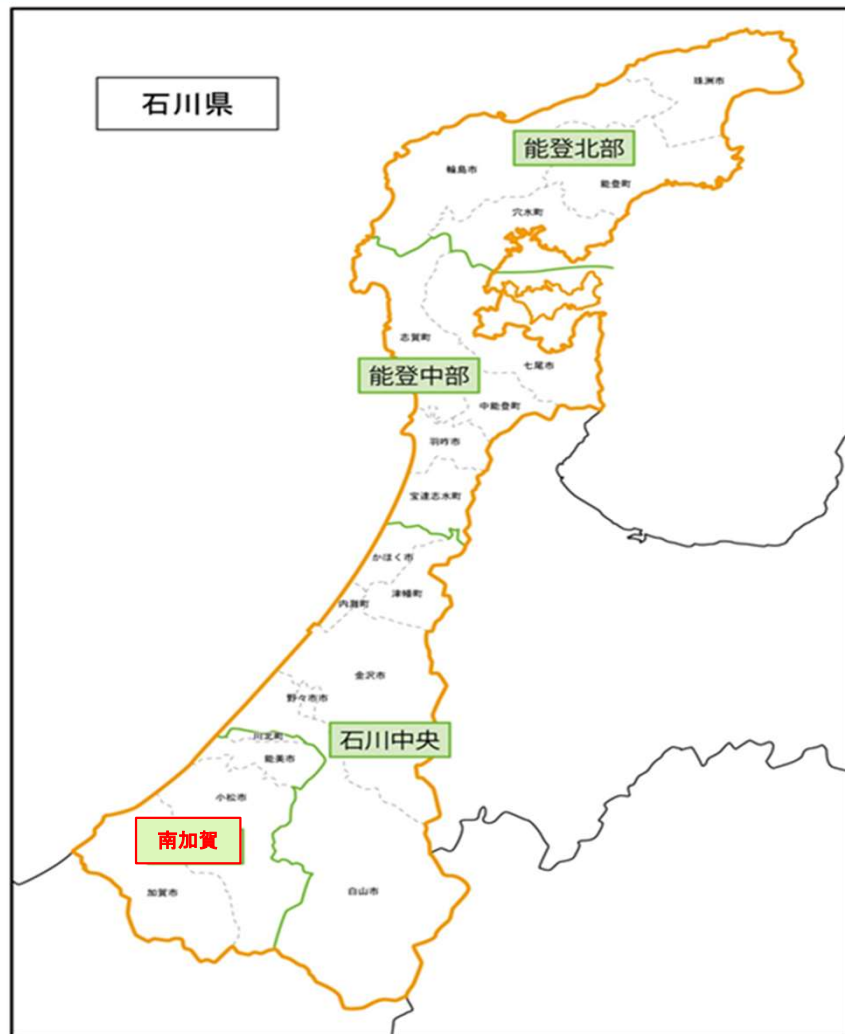 石川県
珠洲市
能登北部
輪島市
能登町
穴水町
志賀町
七尾市
能登中部
中能登町
羽咋市
宝達志水町
かほく市
津幡町
内灘町
金沢市
野々市市
川北町
石川中央
能美市
小松市
南加賀
加賀市
白山市